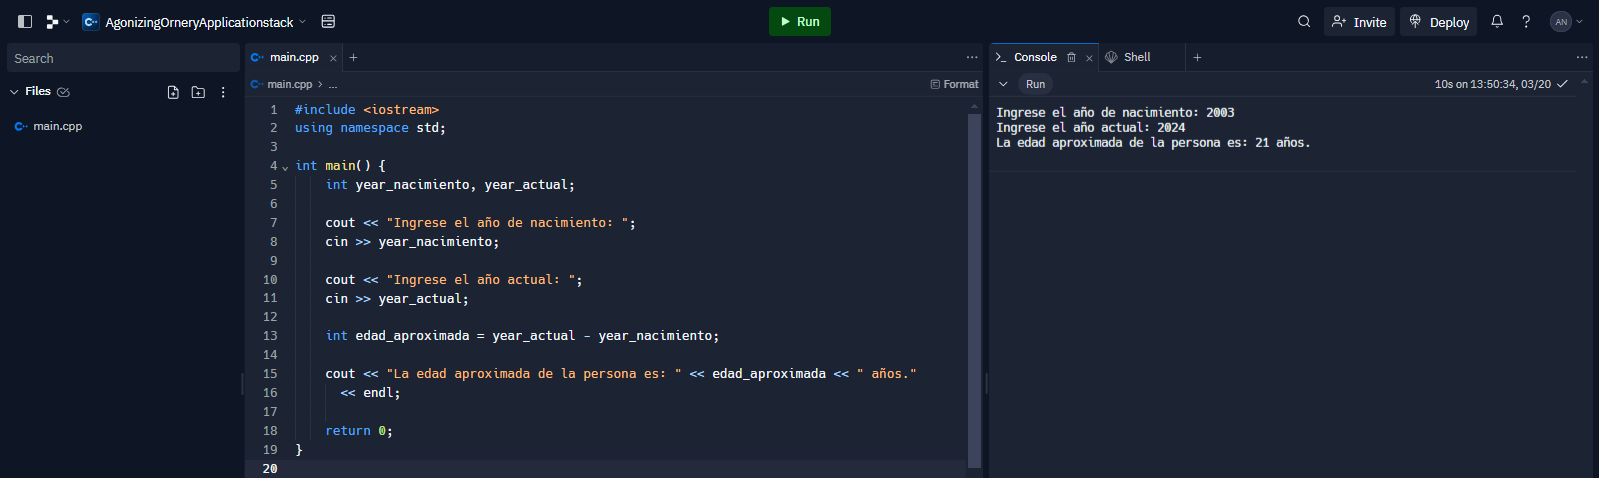 AgonizingOrneryApplicationstack
Run
Invite
Deploy
AN
Search
main.cpp
Console
Shell
Files
main.cpp > ...
Format
Run
10s on 13:50:34, 03/20
main.cpp
1 #include <iostream>
2 using namespace std;
3
4 int main() {
5 int year_nacimiento, year_actual;
6
7 cout << "Ingrese el año de nacimiento: ";
8 cin >> year_nacimiento;
9
10 cout << "Ingrese el año actual: ";
11 cin >> year_actual;
12
13 int edad_aproximada = year_actual - year_nacimiento;
14
15 cout << "La edad aproximada de la persona es: " << edad_aproximada << " años."
16 << endl;
17
18 return 0;
19 }
20
Ingrese el año de nacimiento: 2003
Ingrese el año actual: 2024
La edad aproximada de la persona es: 21 años.